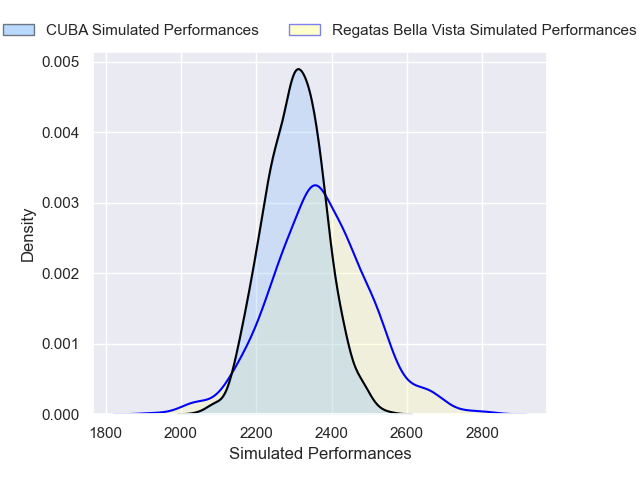 CUBA Simulated Performances
Regatas Bella Vista Simulated Performances
0.005
0.004
0.003
0.002
0.001
0.000
Density
1800 2000 2200 2400 2600 2800
Simulated Performances